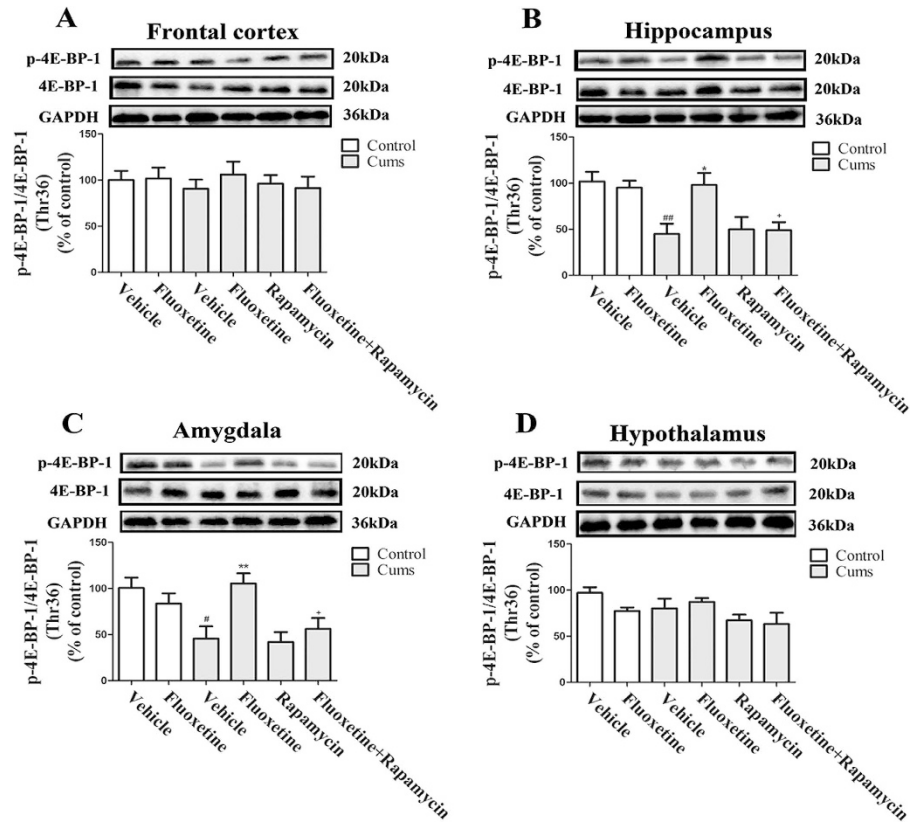 A
Frontal cortex
p-4E-BP-1 20kDa
4E-BP-1 20kDa
GAPDH 36kDa
p-4E-BP-1/4E-BP-1
(Thr36)
(% of control)
150
100
50
0
Control
Cums
Vehicle
Fluoxetine
Vehicle
Fluoxetine
Rapamycin
Fluoxetine+Rapamycin
B
Hippocampus
p-4E-BP-1 20kDa
4E-BP-1 20kDa
GAPDH 36kDa
p-4E-BP-1/4E-BP-1
(Thr36)
(% of control)
150
100
50
0
##
*
+
Control
Cums
Vehicle
Fluoxetine
Vehicle
Fluoxetine
Rapamycin
Fluoxetine+Rapamycin
C
Amygdala
p-4E-BP-1 20kDa
4E-BP-1 20kDa
GAPDH 36kDa
p-4E-BP-1/4E-BP-1
(Thr36)
(% of control)
150
100
50
0
#
**
+
Control
Cums
Vehicle
Fluoxetine
Vehicle
Fluoxetine
Rapamycin
Fluoxetine+Rapamycin
D
Hypothalamus
p-4E-BP-1 20kDa
4E-BP-1 20kDa
GAPDH 36kDa
p-4E-BP-1/4E-BP-1
(Thr36)
(% of control)
150
100
50
0
Control
Cums
Vehicle
Fluoxetine
Vehicle
Fluoxetine
Rapamycin
Fluoxetine+Rapamycin